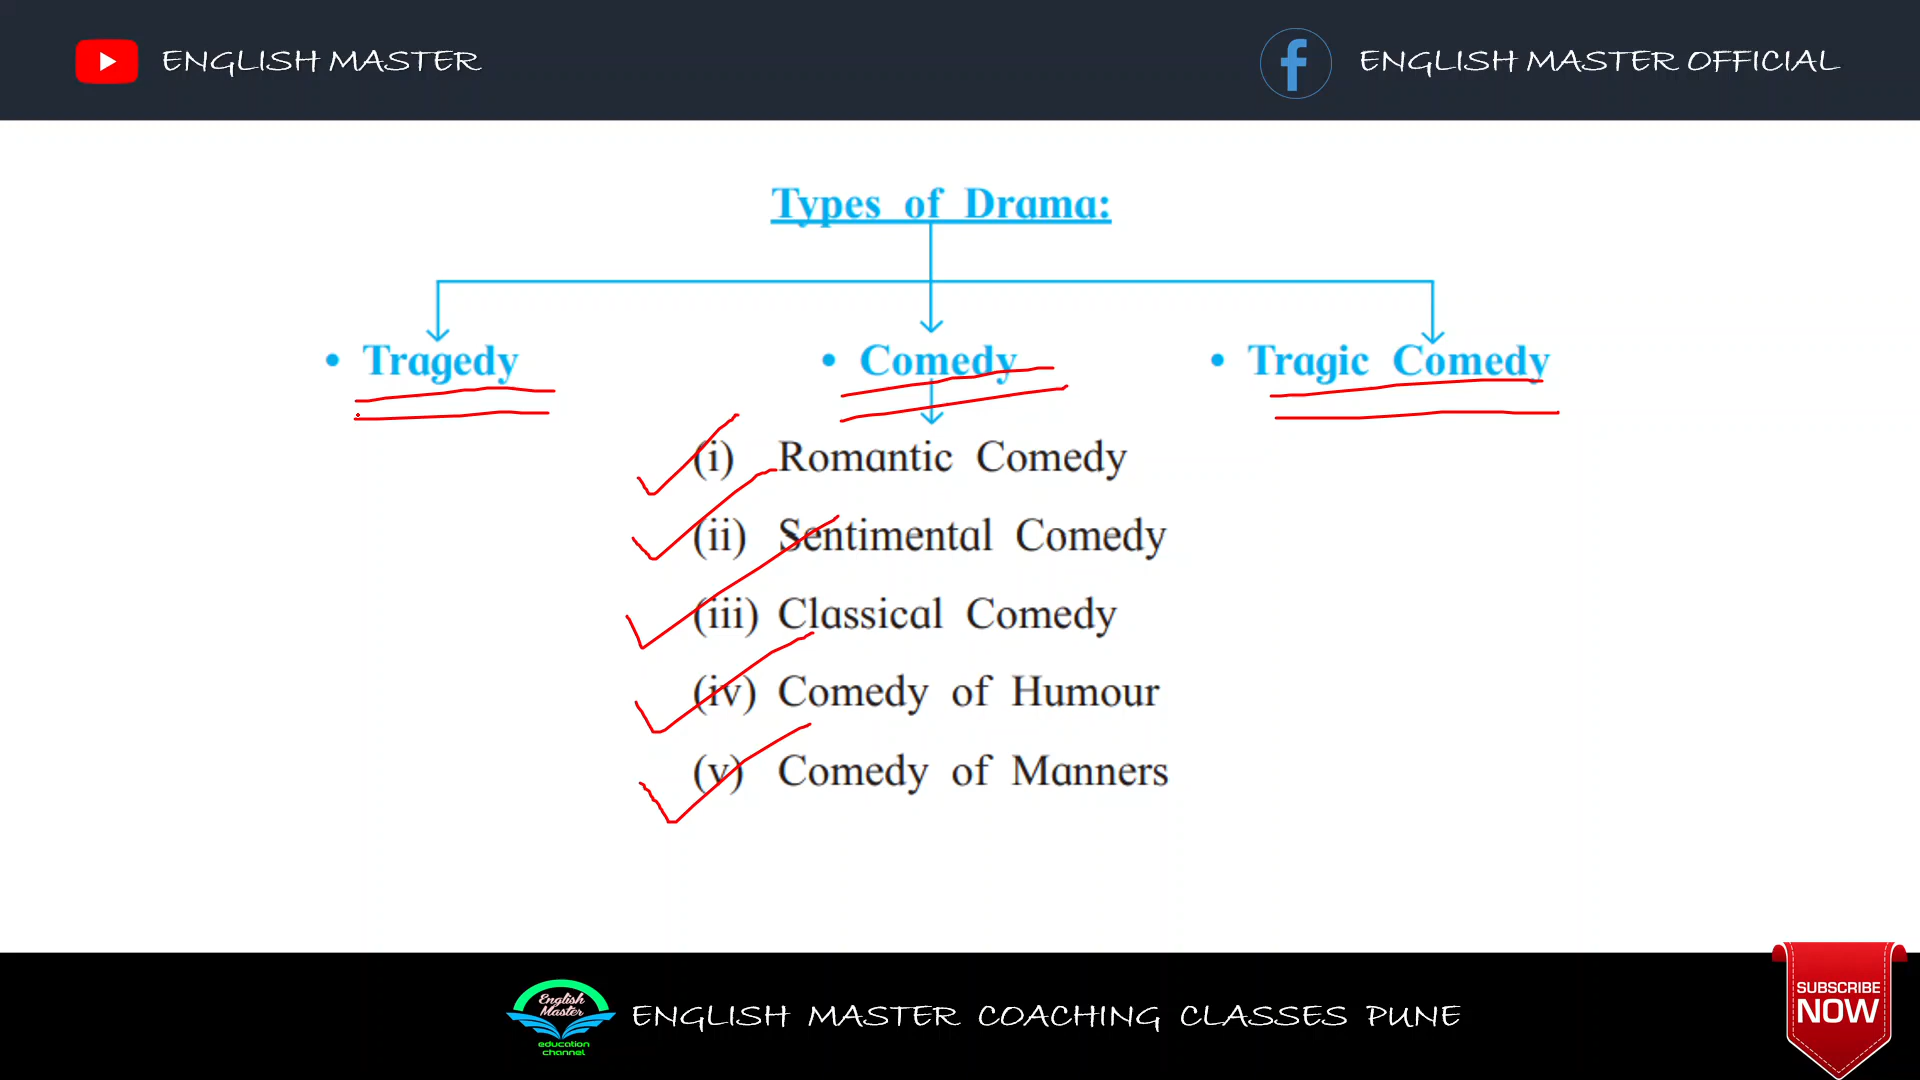 ENGLISH MASTER
ENGLISH MASTER OFFICIAL
Types of Drama:
• Tragedy
• Comedy
• Tragic Comedy
(i) Romantic Comedy
(ii) Sentimental Comedy
(iii) Classical Comedy
(iv) Comedy of Humour
(v) Comedy of Manners
English
Master
education
channel
ENGLISH MASTER COACHING CLASSES PUNE
SUBSCRIBE
NOW